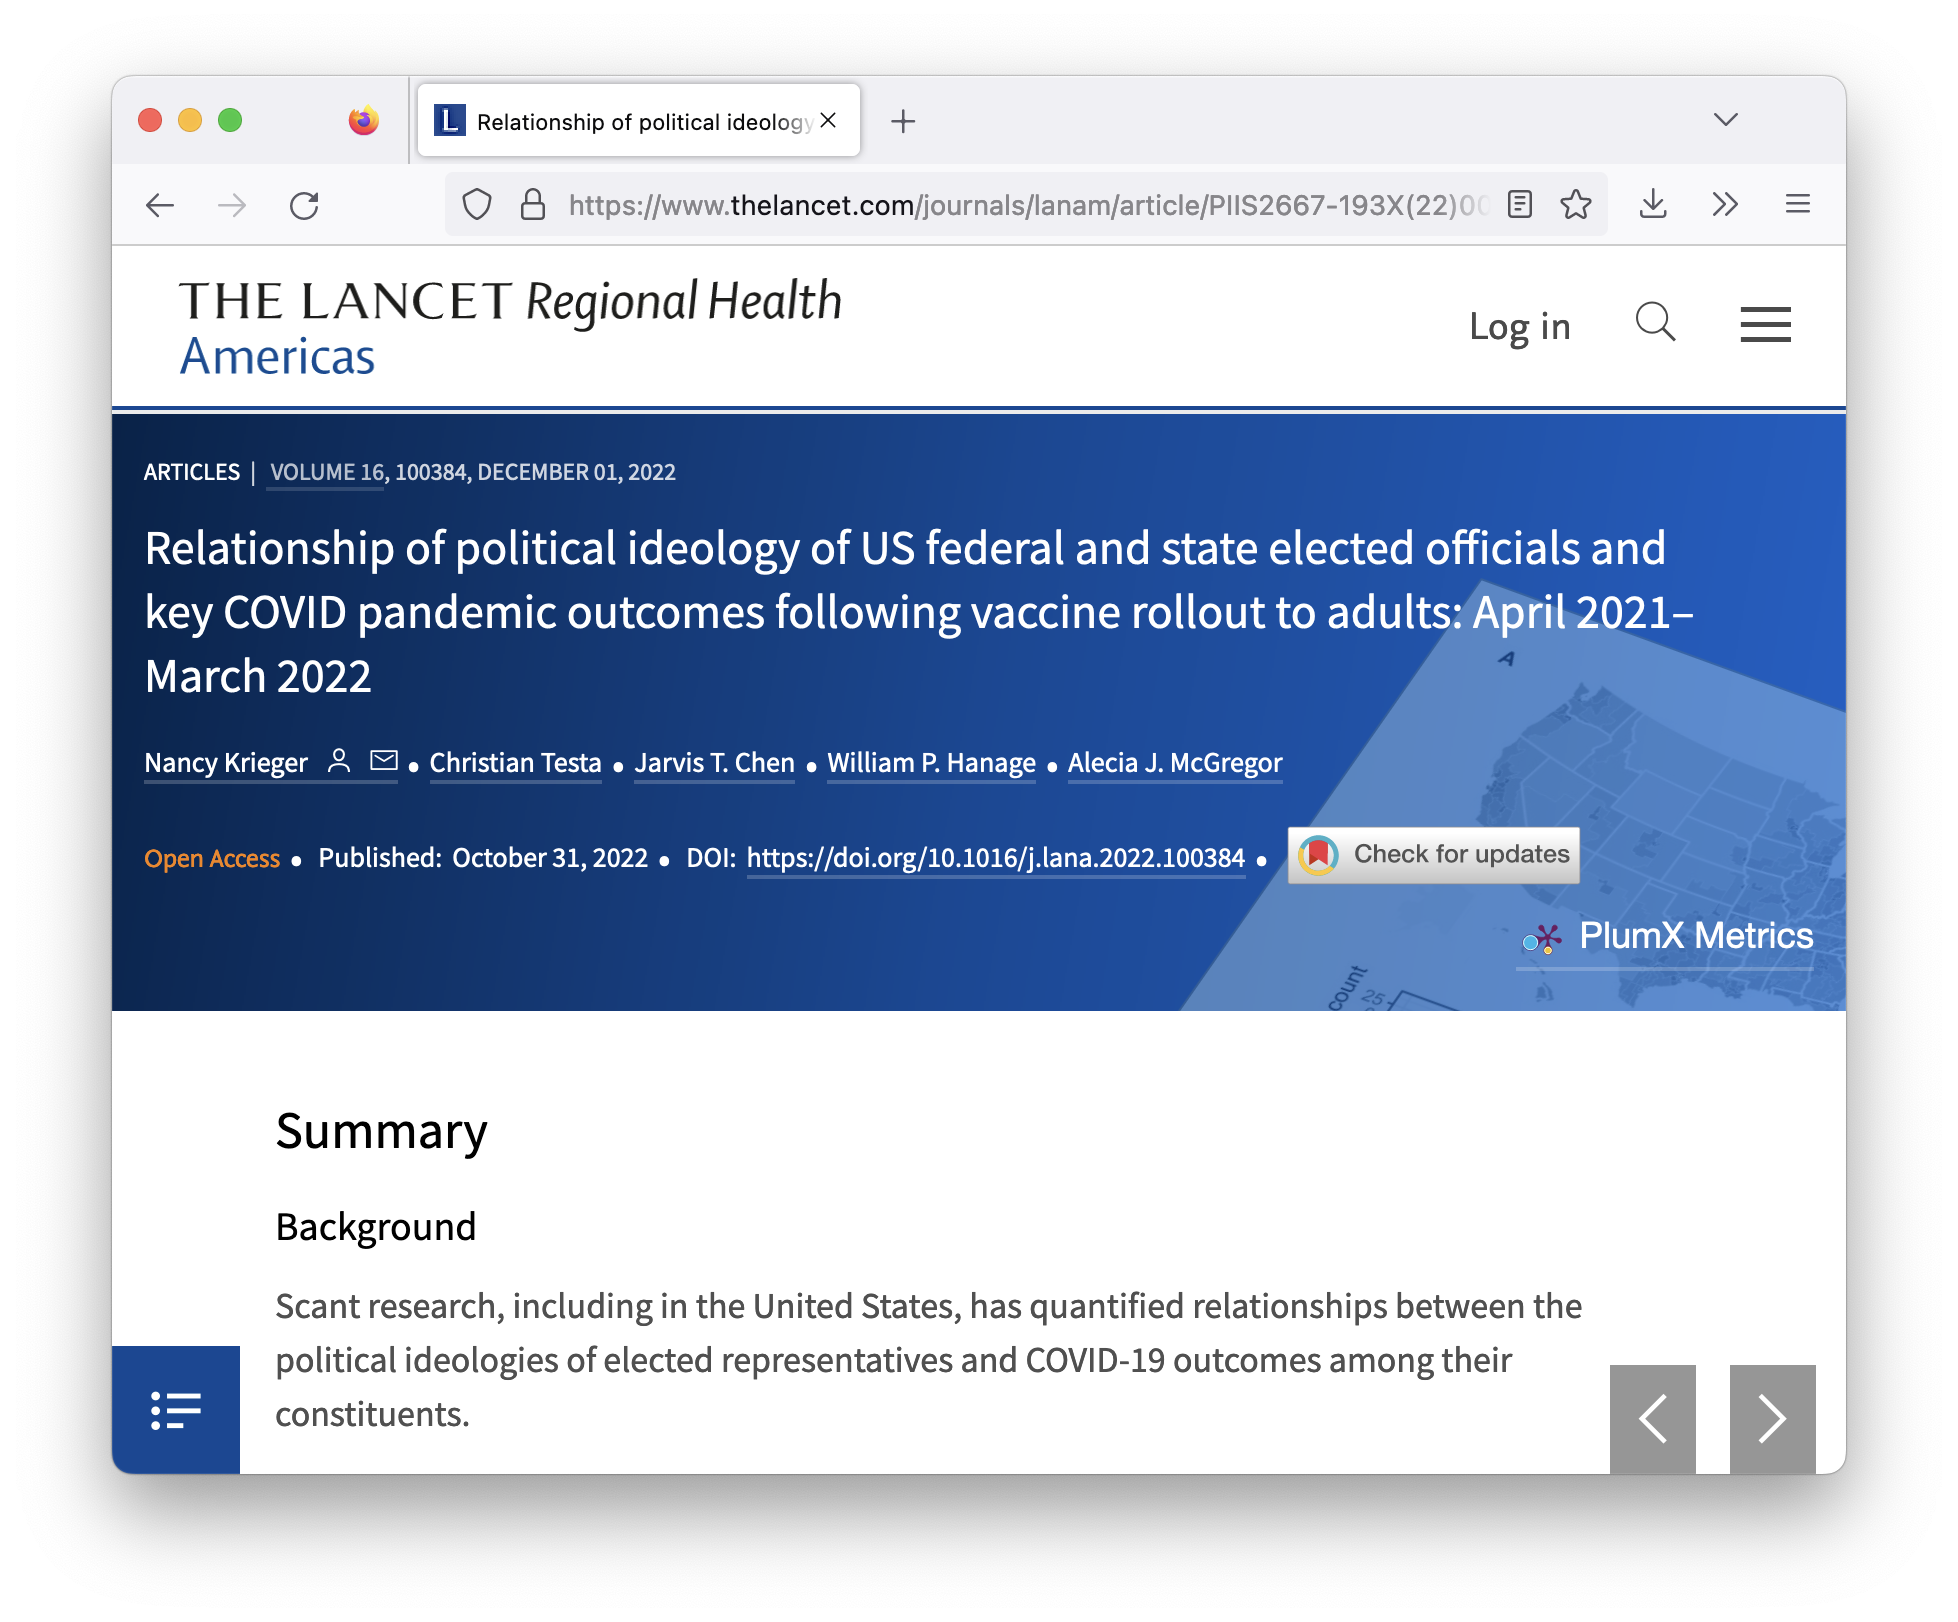 Relationship of political ideology
https://www.thelancet.com/journals/lanam/article/PIIS2667-193X(22)00
THE LANCET Regional Health
Americas
Log in
ARTICLES | VOLUME 16, 100384, DECEMBER 01, 2022
Relationship of political ideology of US federal and state elected officials and
key COVID pandemic outcomes following vaccine rollout to adults: April 2021–
March 2022
A
Nancy Krieger • Christian Testa • Jarvis T. Chen • William P. Hanage • Alecia J. McGregor
Open Access • Published: October 31, 2022 • DOI: https://doi.org/10.1016/j.lana.2022.100384 •
Check for updates
PlumX Metrics
count
25
Summary
Background
Scant research, including in the United States, has quantified relationships between the
political ideologies of elected representatives and COVID-19 outcomes among their
constituents.